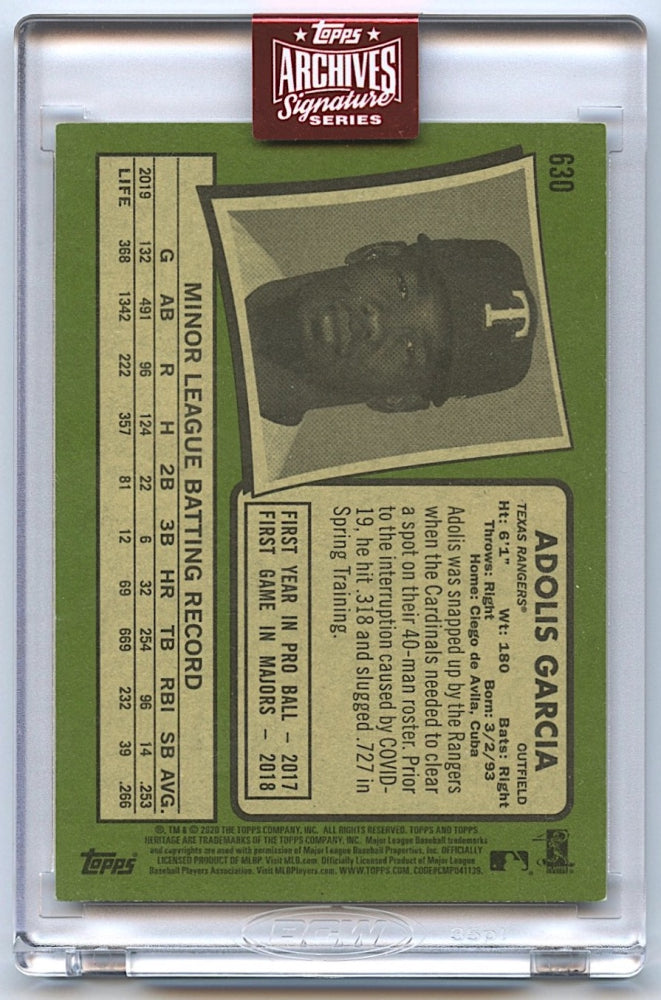 Topps
ARCHIVES
Signature
SERIES
630
ADOLIS GARCIA
TEXAS RANGERS® OUTFIELD
Ht: 6'1" Wt: 180 Bats: Right
Throws: Right Born: 3/2/93
Home: Ciego de Avila, Cuba
Adolis was snapped up by the Rangers
when the Cardinals needed to clear
a spot on their 40-man roster. Prior
to the interruption caused by COVID-
19, he hit .318 and slugged .727 in
Spring Training.
FIRST YEAR IN PRO BALL – 2017
FIRST GAME IN MAJORS – 2018
MINOR LEAGUE BATTING RECORD
G AB R H 2B 3B HR TB RBI SB AVG.
2019 132 491 96 124 22 6 32 254 96 14 .253
LIFE 368 1342 222 357 81 12 69 669 232 39 .266
®, TM & © 2020 THE TOPPS COMPANY, INC. ALL RIGHTS RESERVED. TOPPS AND TOPPS
HERITAGE ARE TRADEMARKS OF THE TOPPS COMPANY, INC. Major League Baseball trademarks
and copyrights are used with permission of Major League Baseball Properties, Inc. OFFICIALLY
LICENSED PRODUCT OF MLBP. Visit MLB.com. Officially Licensed Product of Major League
Baseball Players Association. Visit MLBPlayers.com. WWW.TOPPS.COM. CODE#CMP041139.
Topps
T
PCW
35pt